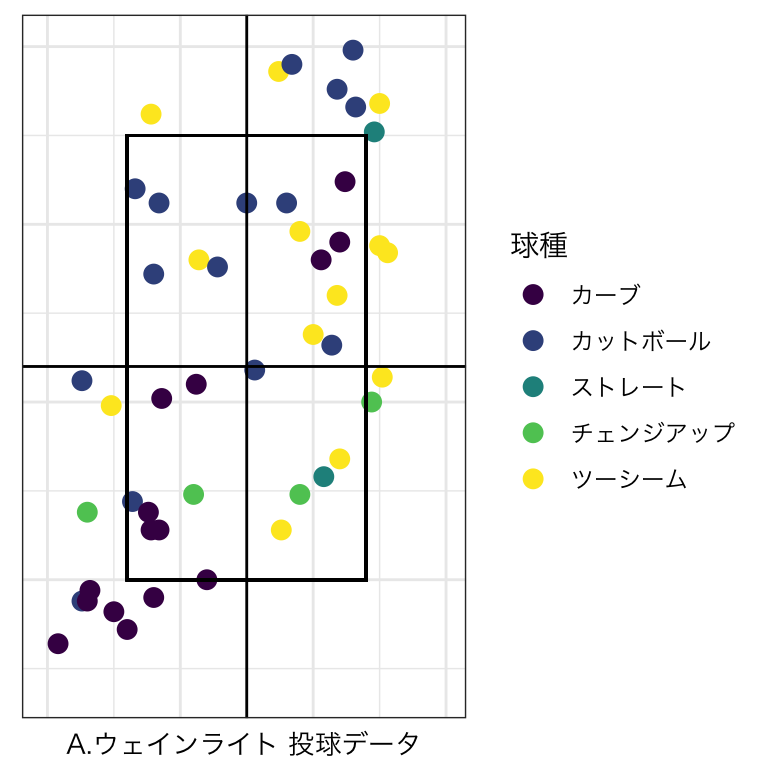 球種
カーブ
カットボール
ストレート
チェンジアップ
ツーシーム
A.ウェインライト 投球データ